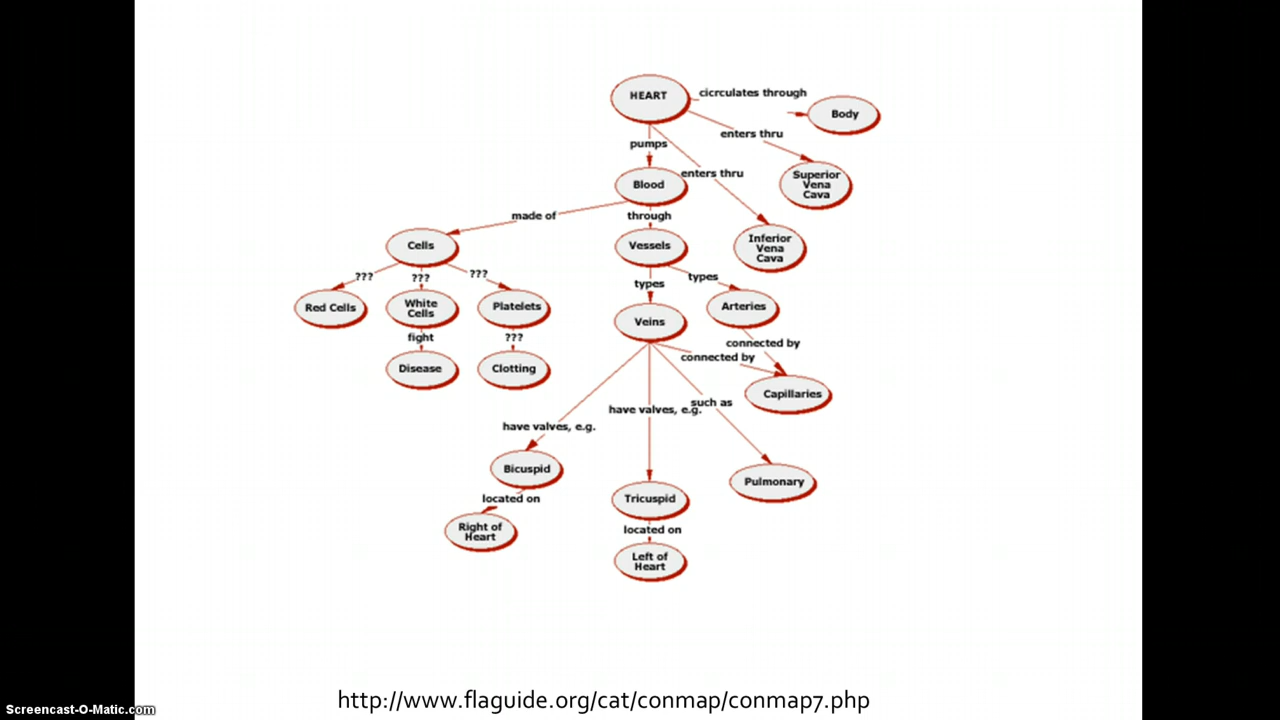 HEART
cicrculates through
Body
enters thru
pumps
Superior
Vena
Cava
enters thru
Blood
made of
through
Cells
Vessels
Inferior
Vena
Cava
???
???
???
types
types
Red Cells
White
Cells
Platelets
Veins
Arteries
fight
???
connected by
connected by
Disease
Clotting
Capillaries
such as
have valves, e.g.
have valves, e.g.
Bicuspid
Pulmonary
located on
Tricuspid
Right of
Heart
located on
Left of
Heart
http://www.flaguide.org/cat/conmap/conmap7.php
Screencast-O-Matic.com